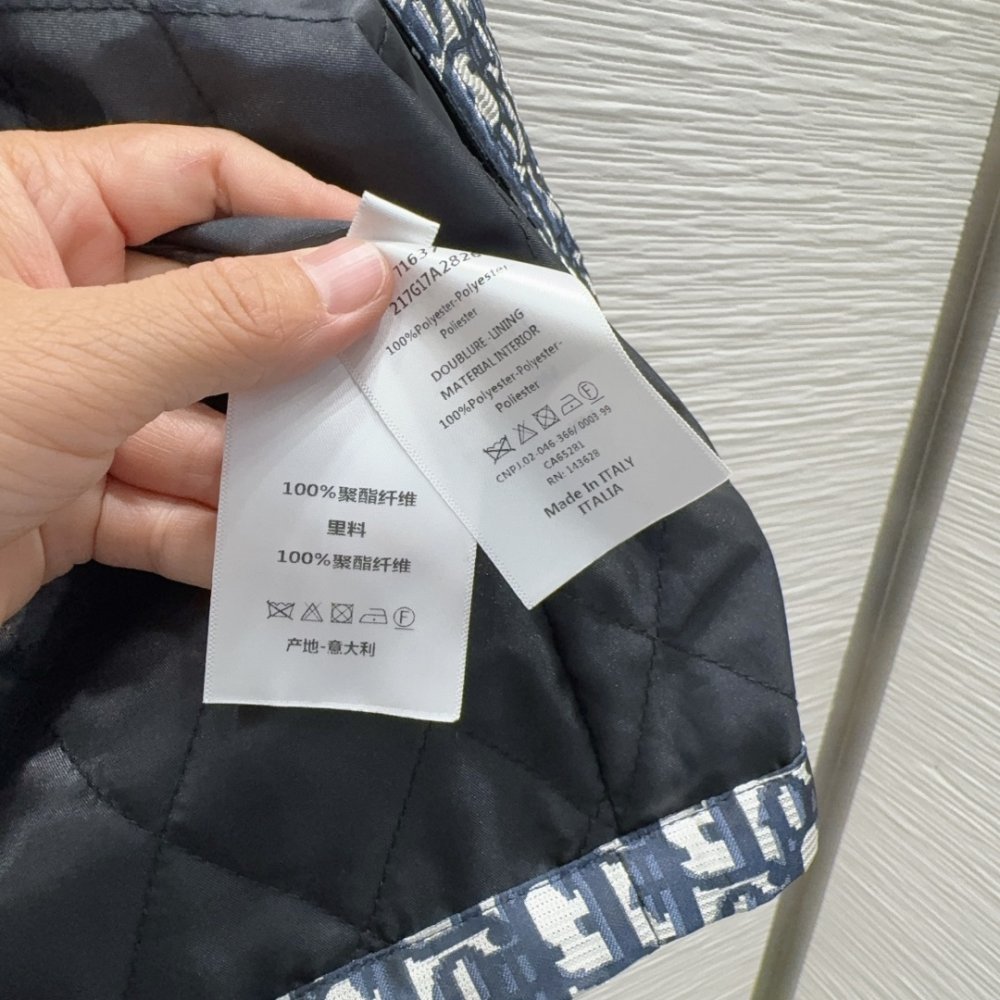 7163
217G17A282
100%Polyester-Polyester
Poliester
DOUBLURE-LINING
MATERIAL INTERIOR
100%Polyester-Polyester-
Poliester
F
CNPJ.02-046-366/0003-99
CA65281
RN: 143628
Made In ITALY
ITALIA
100%聚酯纤维
里料
100%聚酯纤维
F
产地-意大利